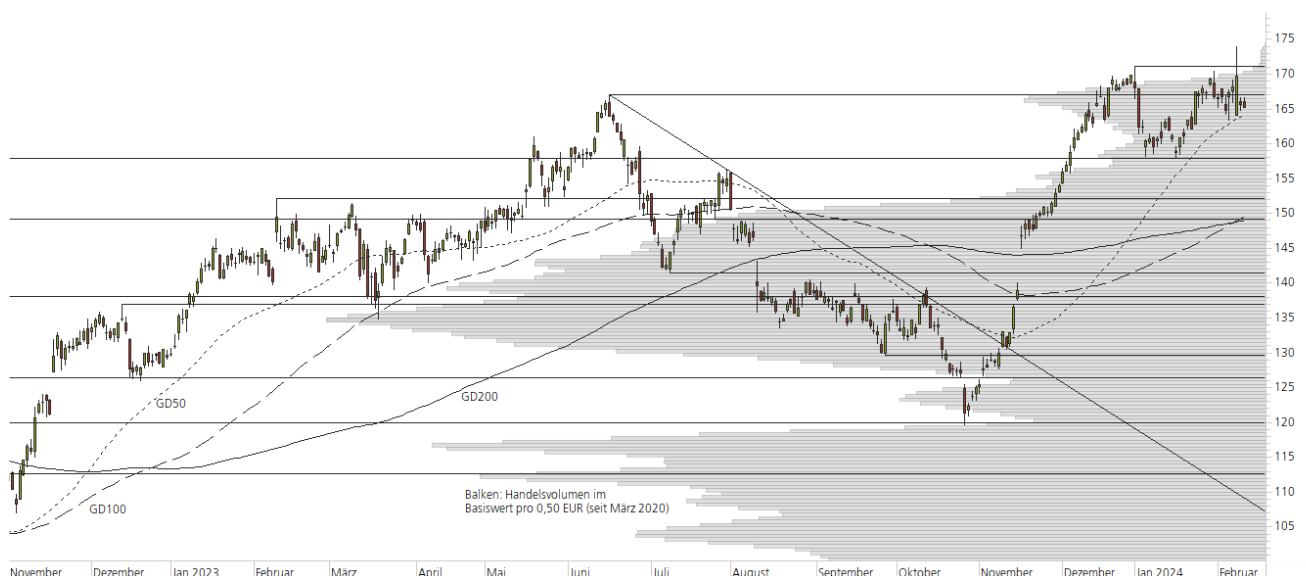 175
170
165
160
155
150
145
140
135
130
125
120
115
110
105
GD50
GD200
GD100
Balken: Handelsvolumen im
Basiswert pro 0,50 EUR (seit März 2020)
November Dezember Jan 2023 Februar März April Mai Juni Juli August September Oktober November Dezember Jan 2024 Februar